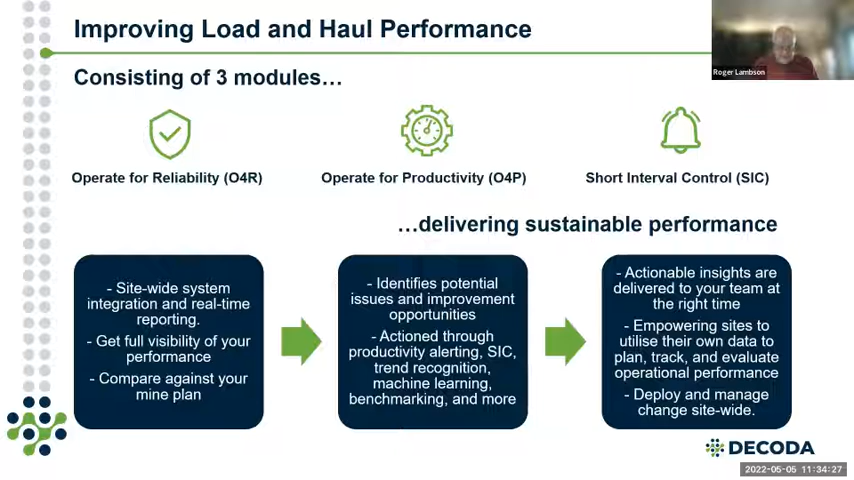 Improving Load and Haul Performance
Roger Lambson
Consisting of 3 modules…
Operate for Reliability (O4R)
Operate for Productivity (O4P)
Short Interval Control (SIC)
…delivering sustainable performance
- Site-wide system
integration and real-time
reporting.
- Get full visibility of your
performance
- Compare against your
mine plan
- Identifies potential
issues and improvement
opportunities
- Actioned through
productivity alerting, SIC,
trend recognition,
machine learning,
benchmarking, and more
- Actionable insights are
delivered to your team at
the right time
- Empowering sites to
utilise their own data to
plan, track, and evaluate
operational performance
- Deploy and manage
change site-wide.
DECODA
2022-05-05 11:34:27